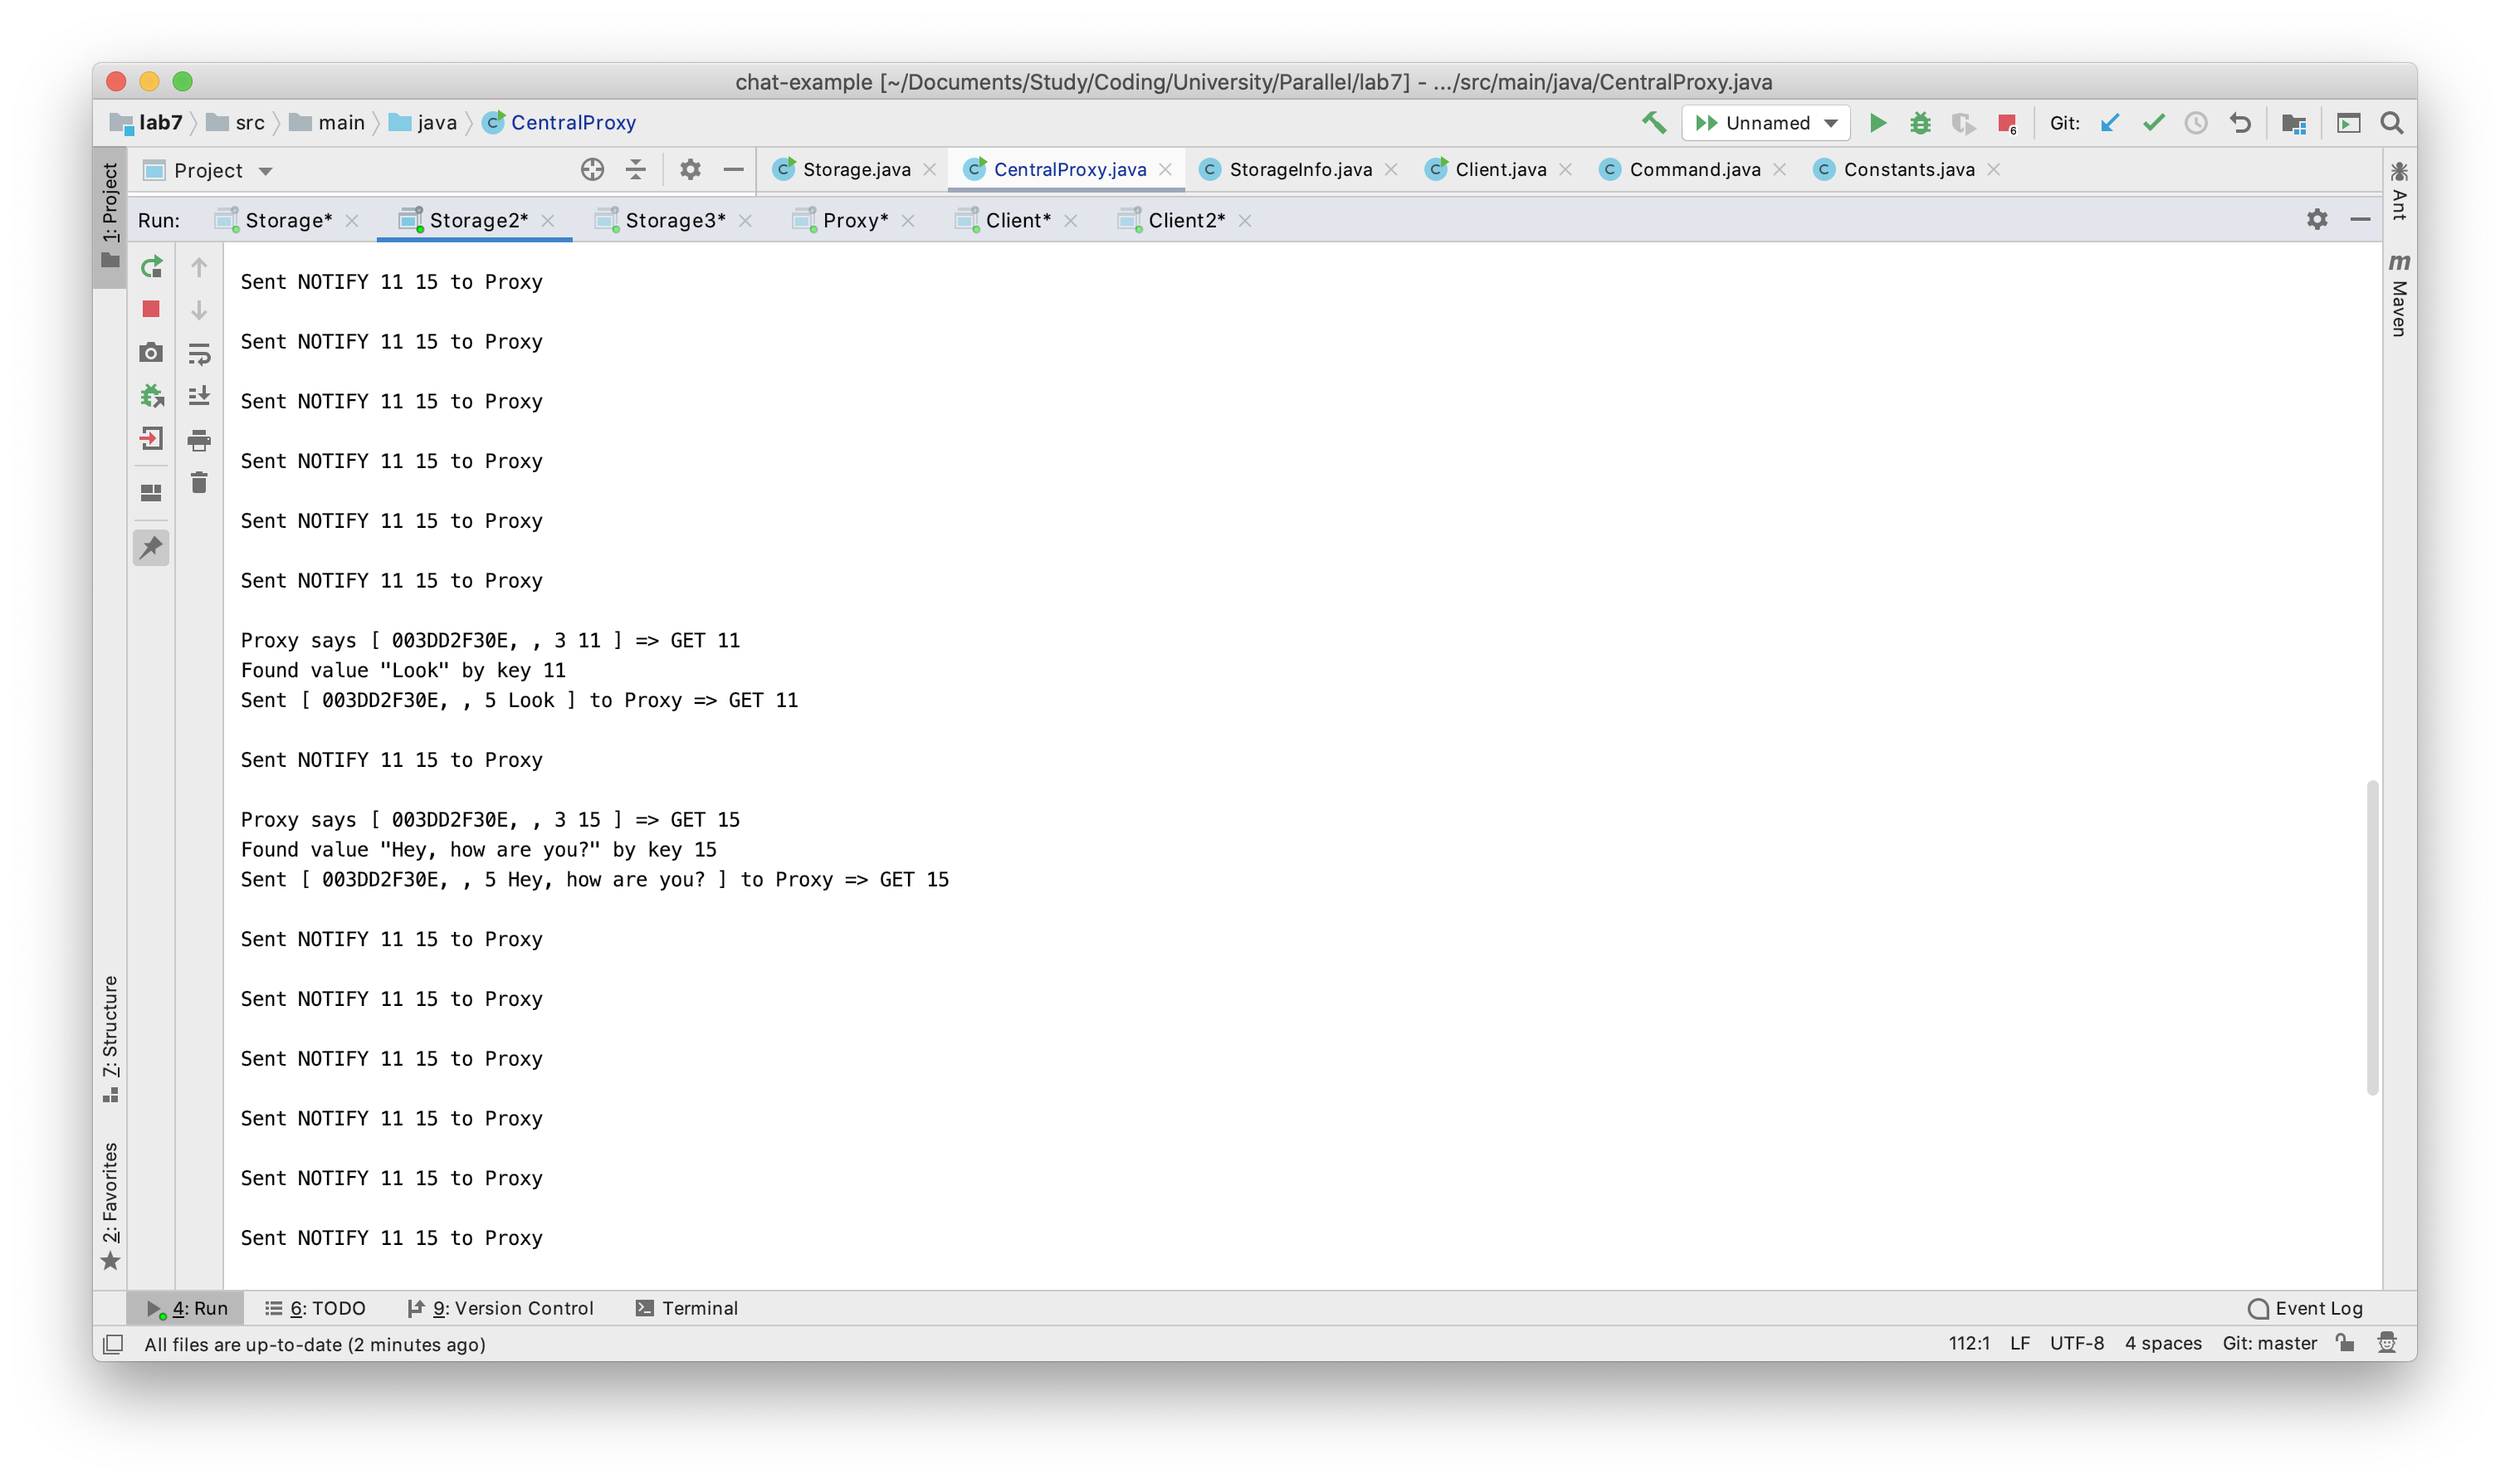 chat-example [~/Documents/Study/Coding/University/Parallel/lab7] - .../src/main/java/CentralProxy.java
lab7 src main java CentralProxy Unnamed 6 Git:
1: Project
Project
Storage.java CentralProxy.java StorageInfo.java Client.java Command.java Constants.java
Ant
Maven
Run: Storage* Storage2* Storage3* Proxy* Client* Client2*
Sent NOTIFY 11 15 to Proxy
Sent NOTIFY 11 15 to Proxy
Sent NOTIFY 11 15 to Proxy
Sent NOTIFY 11 15 to Proxy
Sent NOTIFY 11 15 to Proxy
Sent NOTIFY 11 15 to Proxy
Proxy says [ 003DD2F30E, , 3 11 ] => GET 11
Found value "Look" by key 11
Sent [ 003DD2F30E, , 5 Look ] to Proxy => GET 11
Sent NOTIFY 11 15 to Proxy
Proxy says [ 003DD2F30E, , 3 15 ] => GET 15
Found value "Hey, how are you?" by key 15
Sent [ 003DD2F30E, , 5 Hey, how are you? ] to Proxy => GET 15
Sent NOTIFY 11 15 to Proxy
Sent NOTIFY 11 15 to Proxy
Sent NOTIFY 11 15 to Proxy
Sent NOTIFY 11 15 to Proxy
Sent NOTIFY 11 15 to Proxy
Sent NOTIFY 11 15 to Proxy
7: Structure
2: Favorites
4: Run 6: TODO 9: Version Control Terminal Event Log
All files are up-to-date (2 minutes ago) 112:1 LF UTF-8 4 spaces Git: master